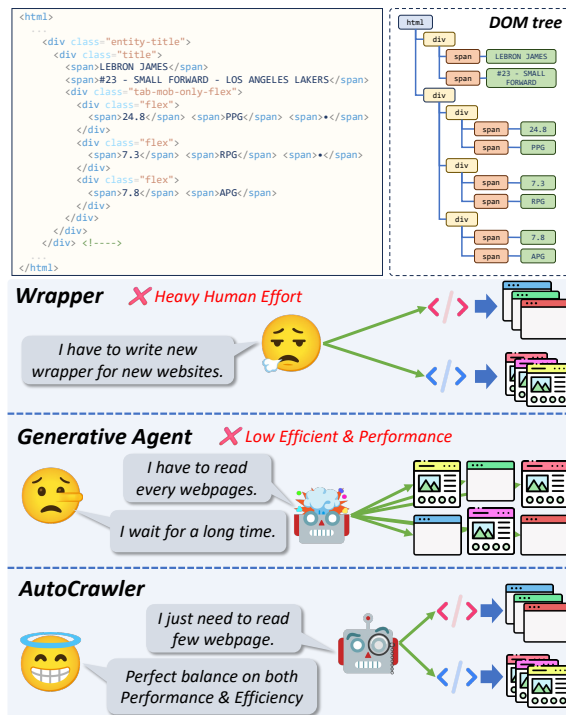 <html>
...
<div class="entity-title">
<div class="title">
<span>LEBRON JAMES</span>
<span>#23 - SMALL FORWARD - LOS ANGELES LAKERS</span>
<div class="tab-mob-only-flex">
<div class="flex">
<span>24.8</span> <span>PPG</span> <span>•</span>
</div>
<div class="flex">
<span>7.3</span> <span>RPG</span> <span>•</span>
</div>
<div class="flex">
<span>7.8</span> <span>APG</span>
</div>
</div>
</div>
</div> <!---->
...
</html>
DOM tree
html
div
span LEBRON JAMES
span #23 - SMALL
FORWARD
div
div
span 24.8
span PPG
div
span 7.3
span RPG
div
span 7.8
span APG
Wrapper
Heavy Human Effort
I have to write new
wrapper for new websites.
</>
</>
Generative Agent
Low Efficient & Performance
I have to read
every webpages.
I wait for a long time.
AutoCrawler
I just need to read
few webpage.
Perfect balance on both
Performance & Efficiency
</>
</>